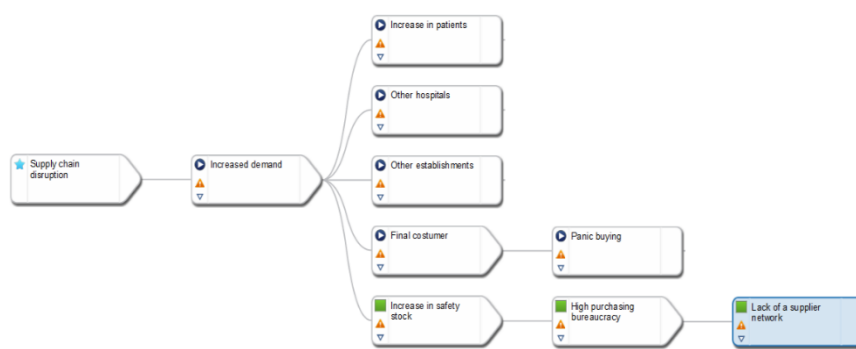 Increase in patients
Other hospitals
Supply chain
disruption
Increased demand
Other establishments
Final costumer
Panic buying
Increase in safety
stock
High purchasing
bureaucracy
Lack of a supplier
network